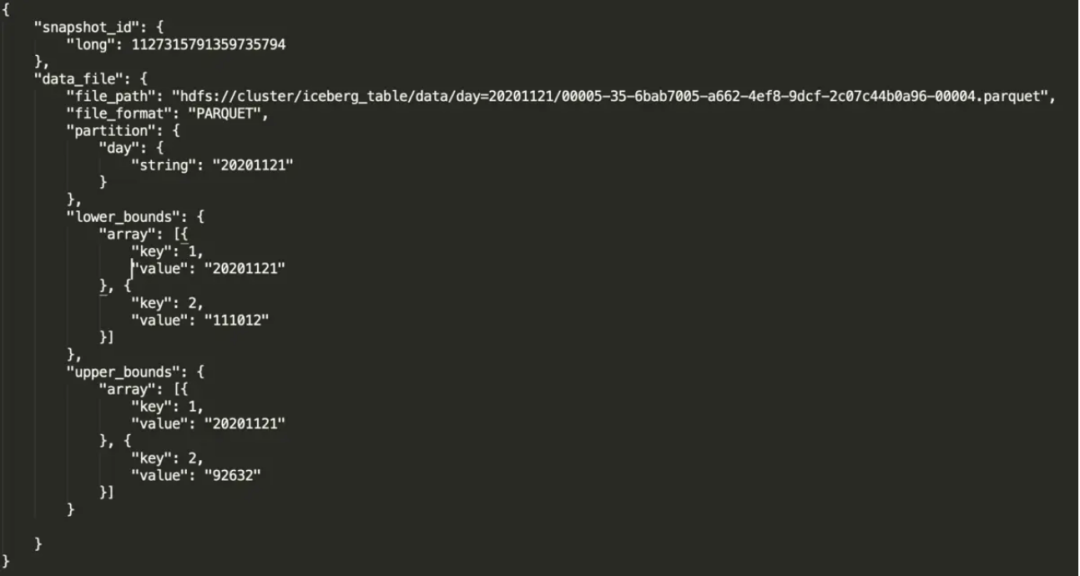 {
    "snapshot_id": {
        "long": 1127315791359735794
    },
    "data_file": {
        "file_path": "hdfs://cluster/iceberg_table/data/day=20201121/00005-35-6bab7005-a662-4ef8-9dcf-2c07c44b0a96-00004.parquet",
        "file_format": "PARQUET",
        "partition": {
            "day": {
                "string": "20201121"
            }
        },
        "lower_bounds": {
            "array": [{
                "key": 1,
                "value": "20201121"
            }, {
                "key": 2,
                "value": "111012"
            }]
        },
        "upper_bounds": {
            "array": [{
                "key": 1,
                "value": "20201121"
            }, {
                "key": 2,
                "value": "92632"
            }]
        }

    }
}